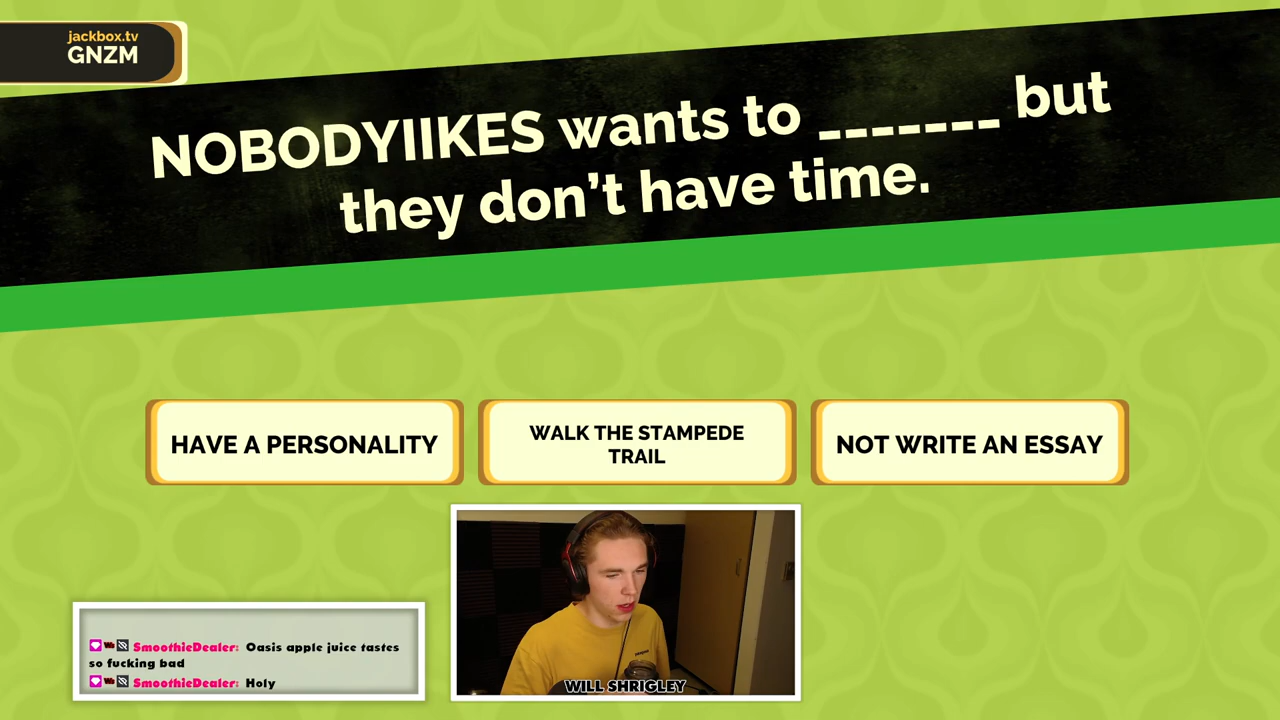 jackbox.tv
GNZM
NOBODYIIKES wants to _______ but
they don't have time.
HAVE A PERSONALITY
WALK THE STAMPEDE
TRAIL
NOT WRITE AN ESSAY
SmoothieDealer: Oasis apple juice tastes
so fucking bad
SmoothieDealer: Holy
WILL SHRIGLEY